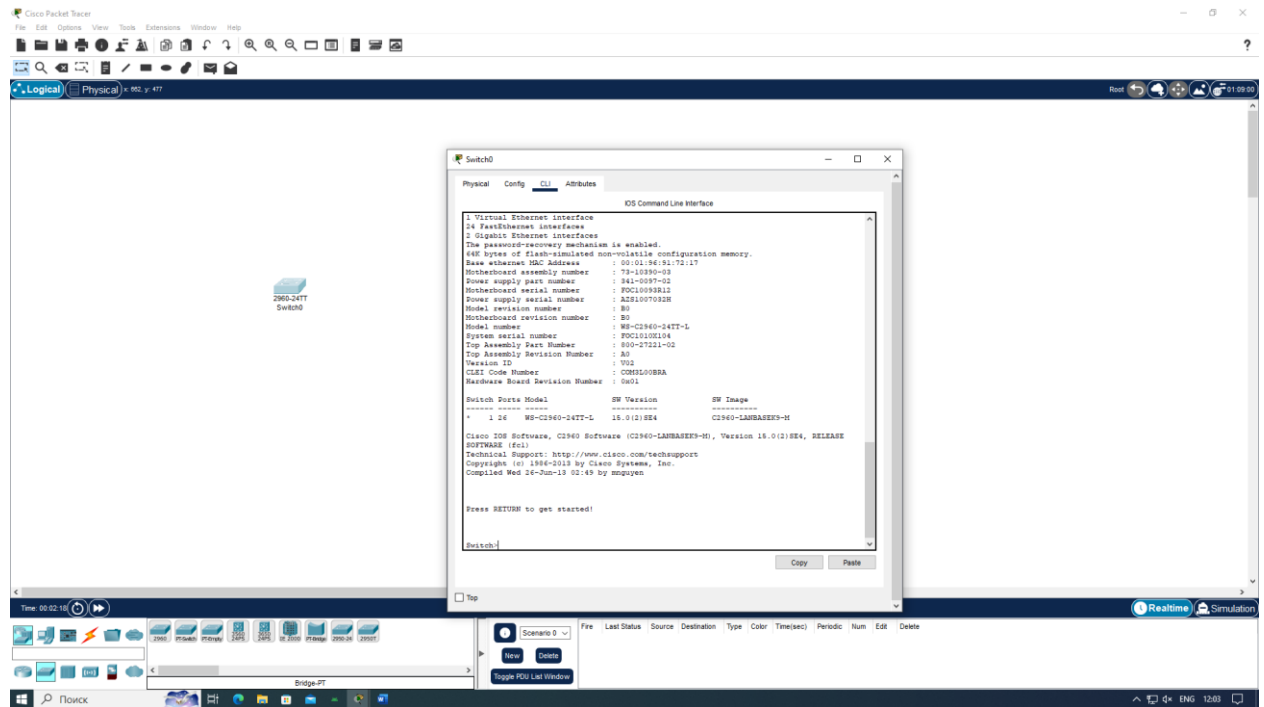 Cisco Packet Tracer
File Edit Options View Tools Extensions Window Help
?
Logical Physical x: 662, y: 477
Root 01:09:00
2960-24TT
Switch0
Switch0
Physical Config CLI Attributes
IOS Command Line Interface
1 Virtual Ethernet interface
24 FastEthernet interfaces
2 Gigabit Ethernet interfaces
The password-recovery mechanism is enabled.
64K bytes of flash-simulated non-volatile configuration memory.
Base ethernet MAC Address : 00:01:96:91:72:17
Motherboard assembly number : 73-10390-03
Power supply part number : 341-0097-02
Motherboard serial number : FOC10093R12
Power supply serial number : AZS1007032H
Model revision number : B0
Motherboard revision number : B0
Model number : WS-C2960-24TT-L
System serial number : FOC1010X104
Top Assembly Part Number : 800-27221-02
Top Assembly Revision Number : A0
Version ID : V02
CLEI Code Number : COM3L00BRA
Hardware Board Revision Number : 0x01
Switch Ports Model SW Version SW Image
------ ----- ----- ---------- ----------
* 1 26 WS-C2960-24TT-L 15.0(2)SE4 C2960-LANBASEK9-M
Cisco IOS Software, C2960 Software (C2960-LANBASEK9-M), Version 15.0(2)SE4, RELEASE
SOFTWARE (fc1)
Technical Support: http://www.cisco.com/techsupport
Copyright (c) 1986-2013 by Cisco Systems, Inc.
Compiled Wed 26-Jun-13 02:49 by mnguyen
Press RETURN to get started!
Switch>
Copy Paste
Top
Time: 00:02:18
Realtime Simulation
2960 PT-Switch PT-Empty 3560 24PS 3650 24PS IE 2000 PT-Bridge 2950-24 2950T
Scenario 0
Fire Last Status Source Destination Type Color Time(sec) Periodic Num Edit Delete
New Delete
Toggle PDU List Window
Bridge-PT
Поиск
ENG 12:03